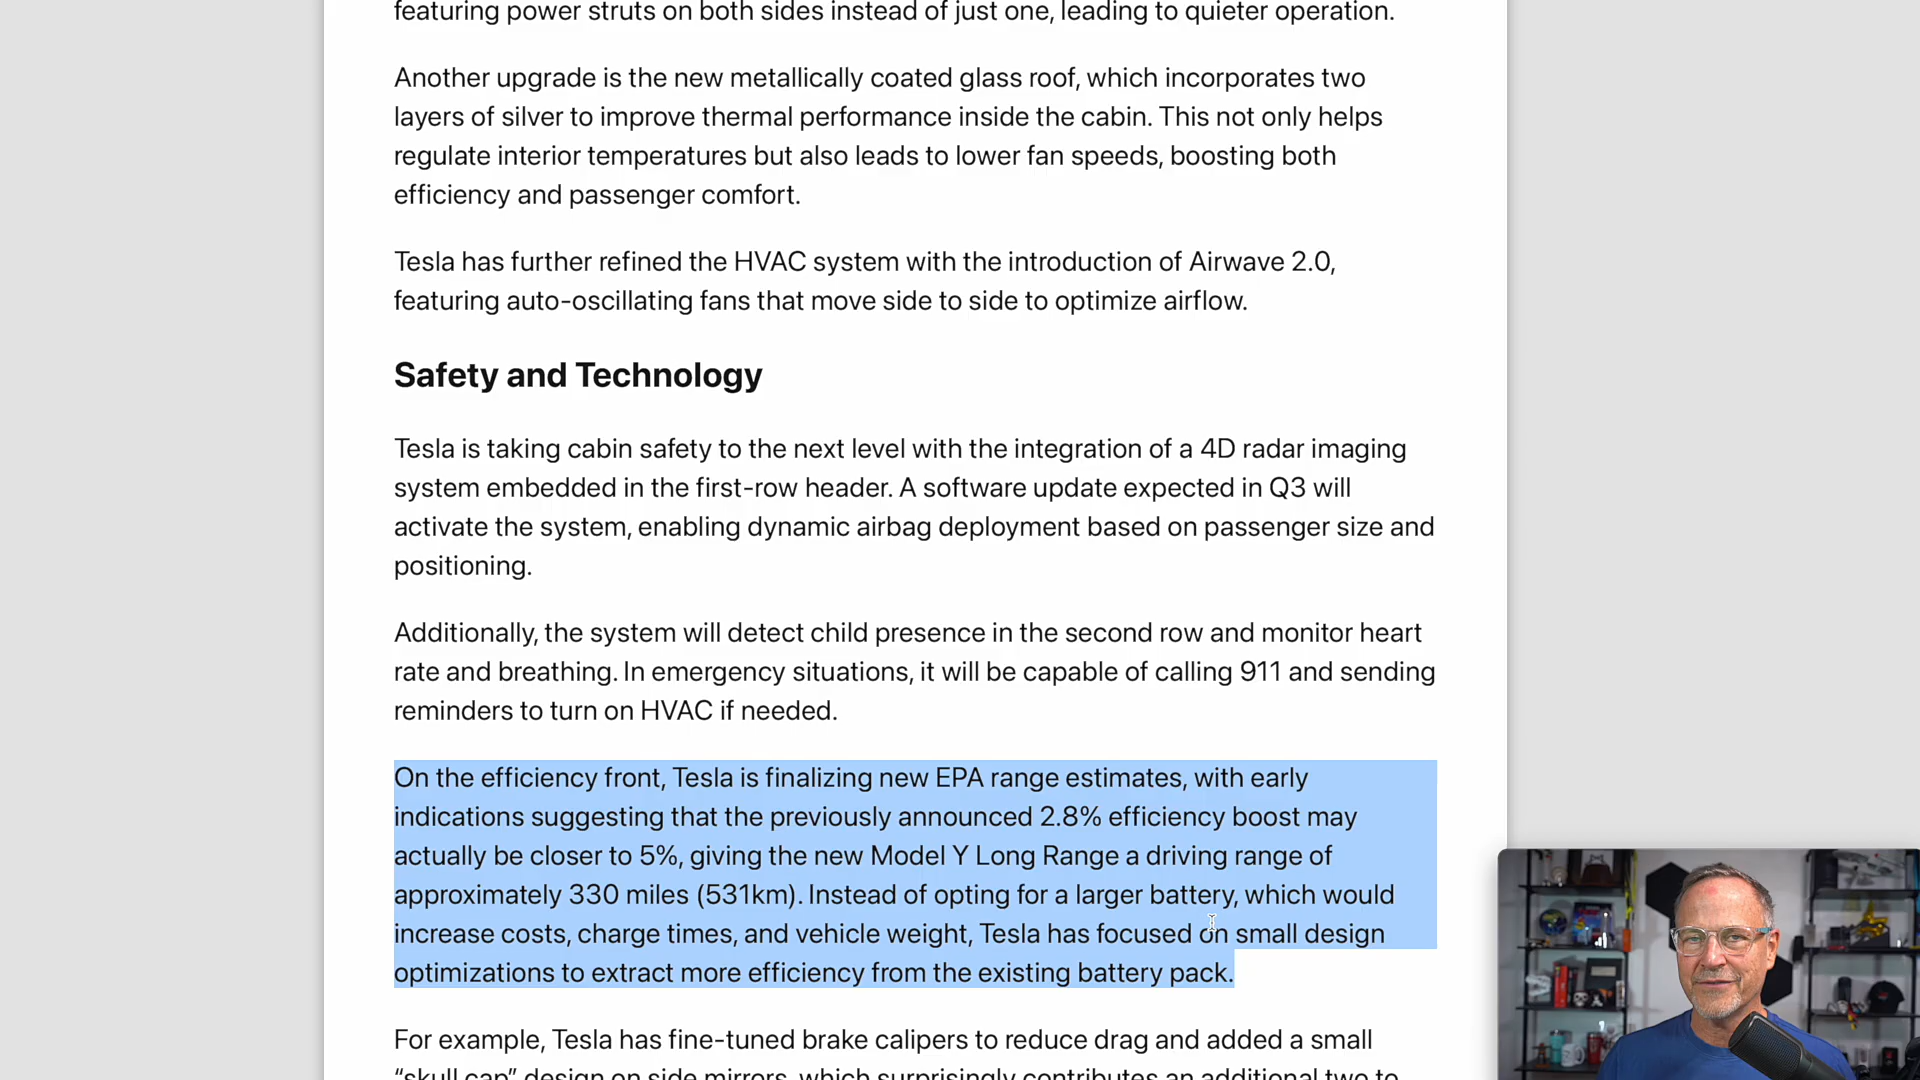 featuring power struts on both sides instead of just one, leading to quieter operation.
Another upgrade is the new metallically coated glass roof, which incorporates two
layers of silver to improve thermal performance inside the cabin. This not only helps
regulate interior temperatures but also leads to lower fan speeds, boosting both
efficiency and passenger comfort.
Tesla has further refined the HVAC system with the introduction of Airwave 2.0,
featuring auto-oscillating fans that move side to side to optimize airflow.
Safety and Technology
Tesla is taking cabin safety to the next level with the integration of a 4D radar imaging
system embedded in the first-row header. A software update expected in Q3 will
activate the system, enabling dynamic airbag deployment based on passenger size and
positioning.
Additionally, the system will detect child presence in the second row and monitor heart
rate and breathing. In emergency situations, it will be capable of calling 911 and sending
reminders to turn on HVAC if needed.
On the efficiency front, Tesla is finalizing new EPA range estimates, with early
indications suggesting that the previously announced 2.8% efficiency boost may
actually be closer to 5%, giving the new Model Y Long Range a driving range of
approximately 330 miles (531km). Instead of opting for a larger battery, which would
increase costs, charge times, and vehicle weight, Tesla has focused on small design
optimizations to extract more efficiency from the existing battery pack.
For example, Tesla has fine-tuned brake calipers to reduce drag and added a small
“skull cap” design on side mirrors, which surprisingly contributes an additional two to